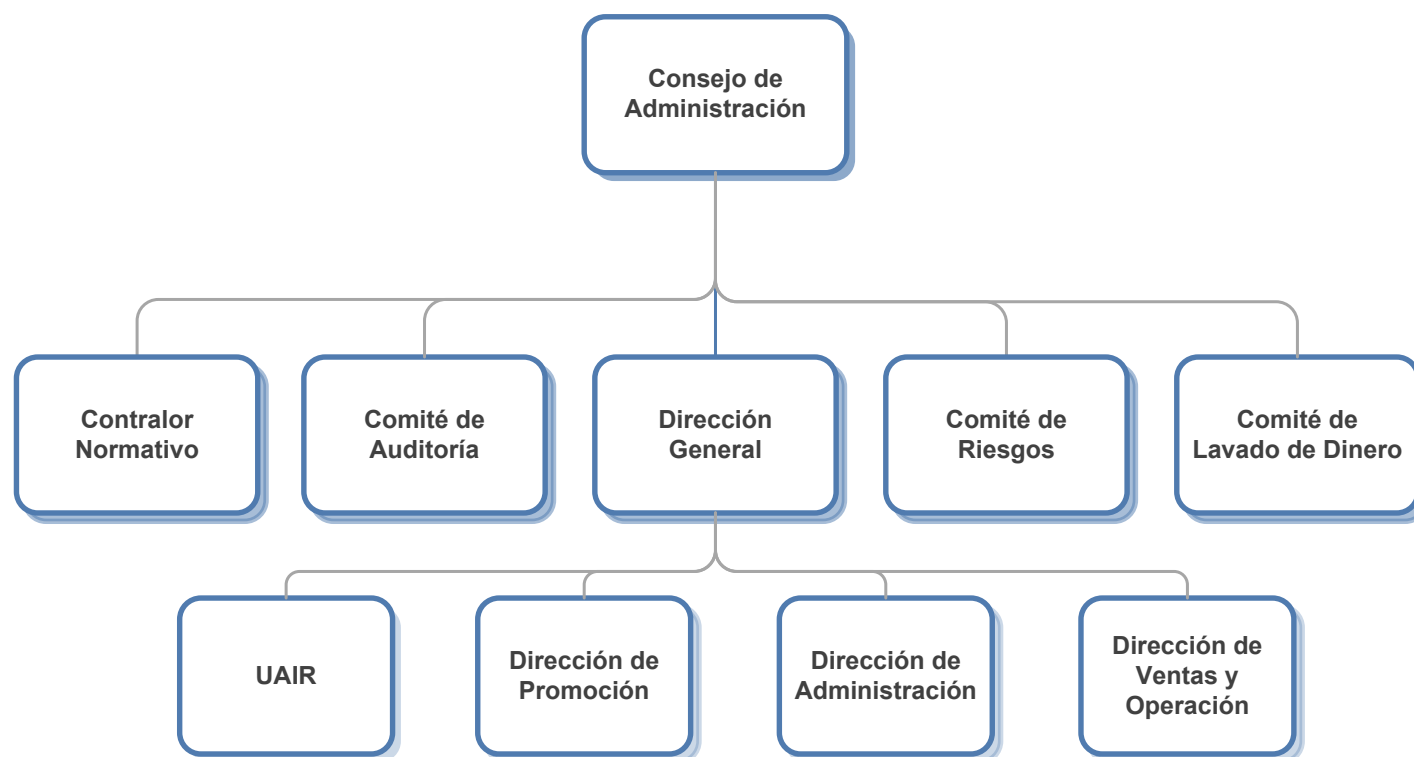 Consejo de
Administración
Contralor
Normativo
Comité de
Auditoría
Dirección
General
Comité de
Riesgos
Comité de
Lavado de Dinero
UAIR
Dirección de
Promoción
Dirección de
Administración
Dirección de
Ventas y
Operación